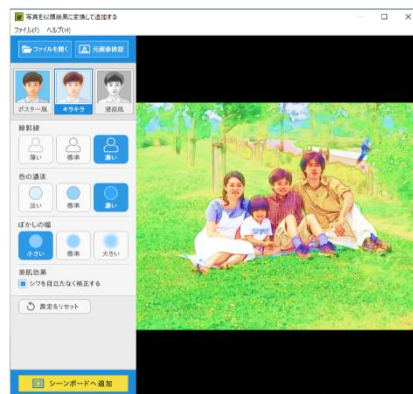 写真を似顔絵風に変換して追加する
ファイル(F) ヘルプ(H)
ファイルを開く 元画像確認
ポスター風 キラキラ 漫画風
輪郭線
薄い 標準 濃い
色の濃淡
淡い 標準 濃い
ぼかしの幅
小さい 標準 大きい
美肌効果
シワを目立たなく補正する
設定をリセット
シーンボードへ追加